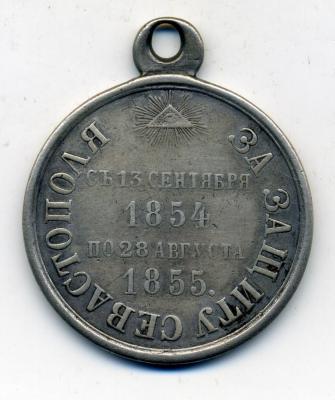 ЗА ЗАЩИТУ СЕВАСТОПОЛЯ
СЪ 13 СЕНТЯБРЯ
1854.
ПО 28 АВГУСТА
1855.